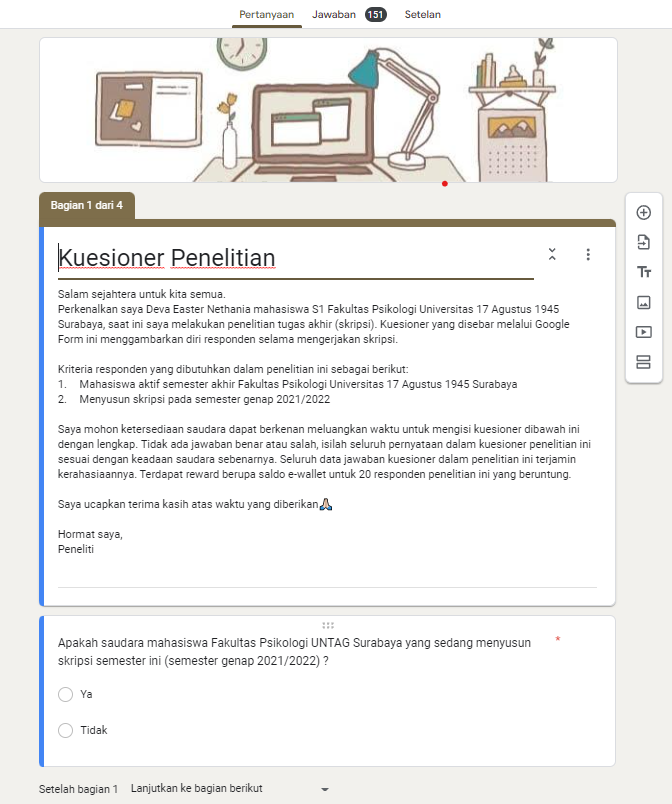 Pertanyaan Jawaban 151 Setelan
Bagian 1 dari 4
Kuesioner Penelitian
Salam sejahtera untuk kita semua.
Perkenalkan saya Deva Easter Nethania mahasiswa S1 Fakultas Psikologi Universitas 17 Agustus 1945
Surabaya, saat ini saya melakukan penelitian tugas akhir (skripsi). Kuesioner yang disebar melalui Google
Form ini menggambarkan diri responden selama mengerjakan skripsi.
Kriteria responden yang dibutuhkan dalam penelitian ini sebagai berikut:
1. Mahasiswa aktif semester akhir Fakultas Psikologi Universitas 17 Agustus 1945 Surabaya
2. Menyusun skripsi pada semester genap 2021/2022
Saya mohon ketersediaan saudara dapat berkenan meluangkan waktu untuk mengisi kuesioner dibawah ini
dengan lengkap. Tidak ada jawaban benar atau salah, isilah seluruh pernyataan dalam kuesioner penelitian ini
sesuai dengan keadaan saudara sebenarnya. Seluruh data jawaban kuesioner dalam penelitian ini terjamin
kerahasiaannya. Terdapat reward berupa saldo e-wallet untuk 20 responden penelitian ini yang beruntung.
Saya ucapkan terima kasih atas waktu yang diberikan🙏🏻
Hormat saya,
Peneliti
Apakah saudara mahasiswa Fakultas Psikologi UNTAG Surabaya yang sedang menyusun *
skripsi semester ini (semester genap 2021/2022) ?
Ya
Tidak
Setelah bagian 1 Lanjutkan ke bagian berikut